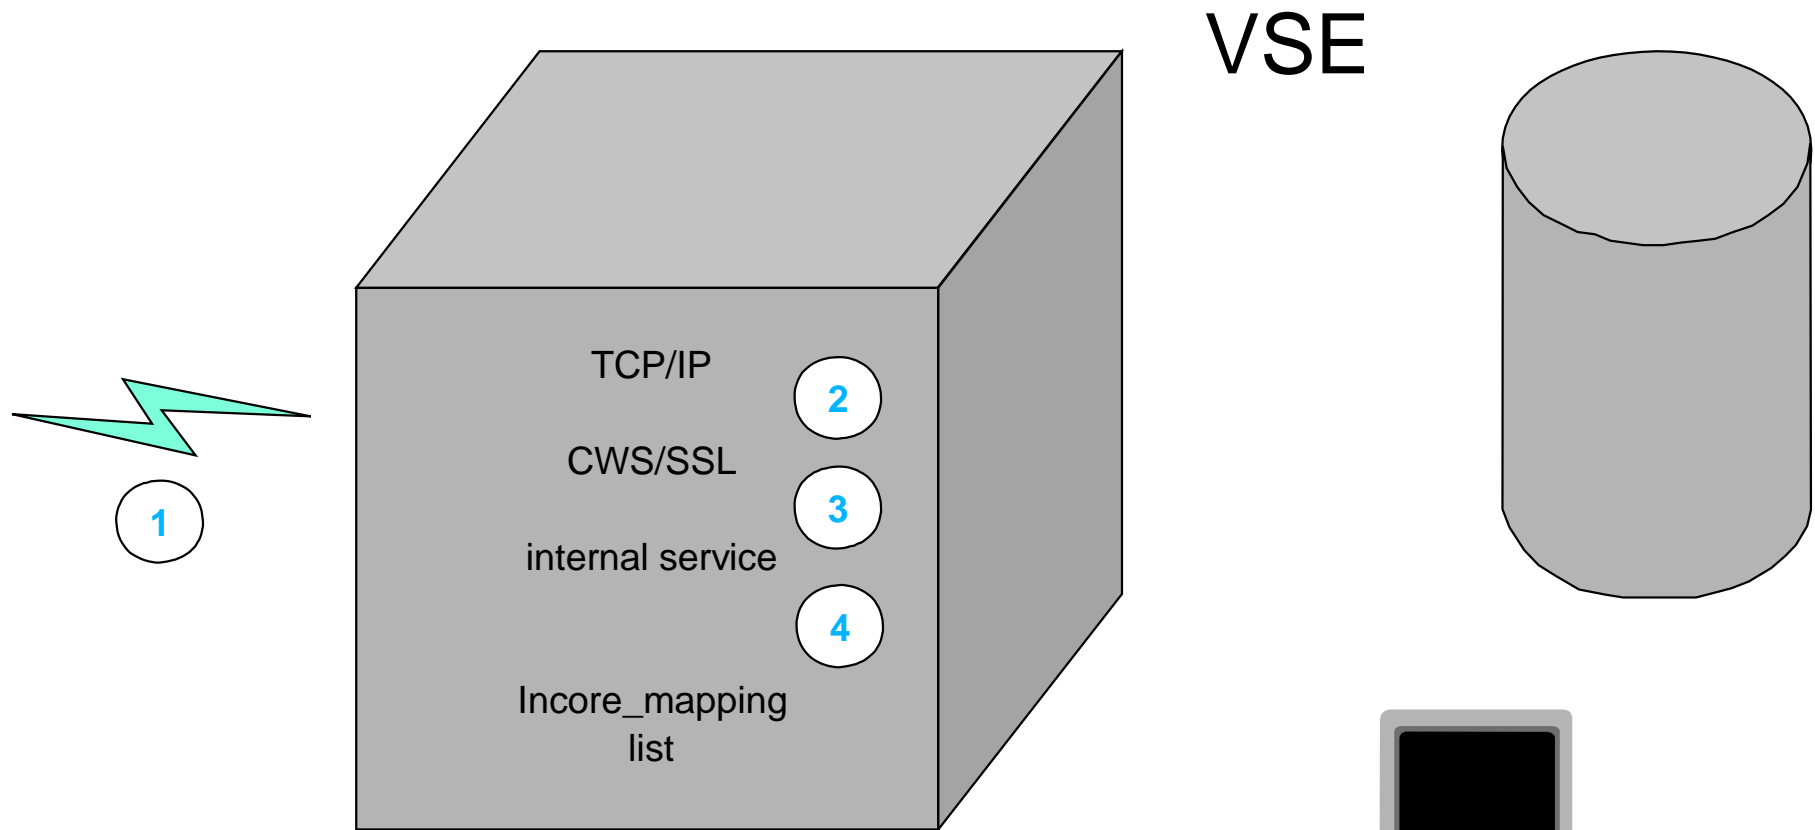 VSE
TCP/IP
2
CWS/SSL
3
1
internal service
4
Incore_mapping
list